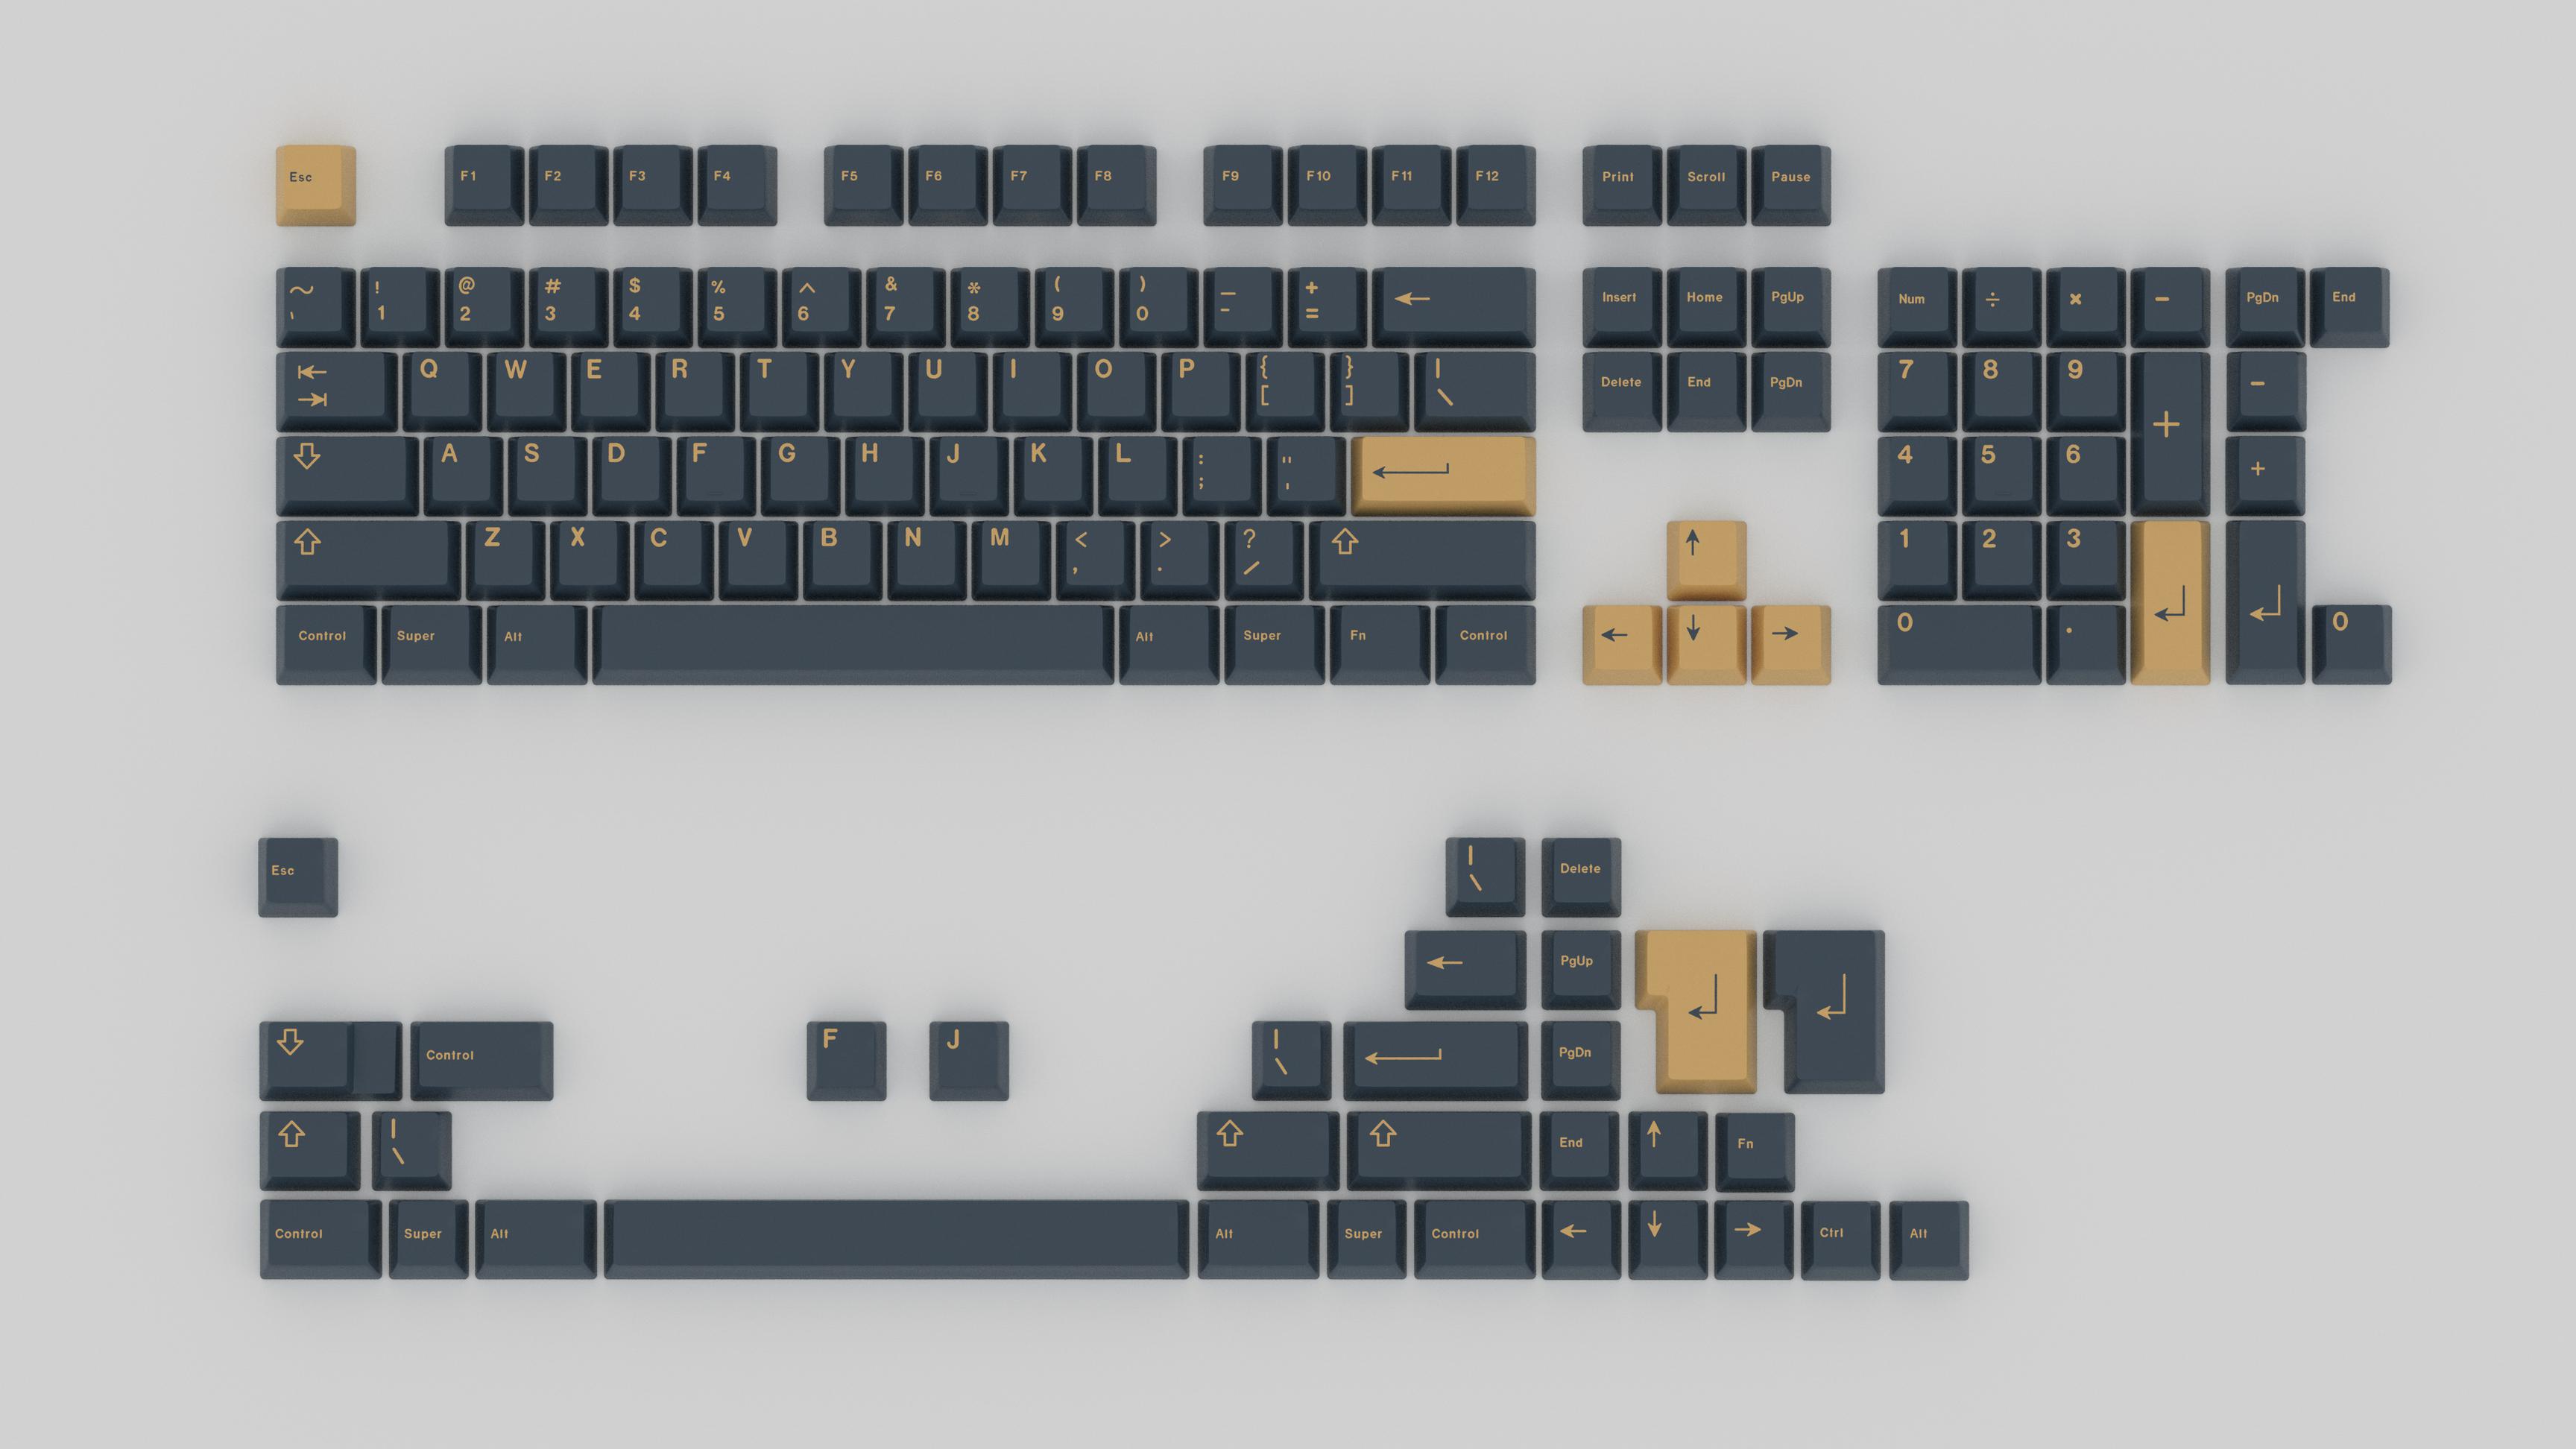 Esc F1 F2 F3 F4 F5 F6 F7 F8 F9 F10 F11 F12 Print Scroll Pause
~ ! @ # $ % ^ & * ( ) _ +
` 1 2 3 4 5 6 7 8 9 0 - = ← Insert Home PgUp Num ÷ × − PgDn End
⇤ Q W E R T Y U I O P { } | 7 8 9
⇥ [ ] \ Delete End PgDn + −
⇩ A S D F G H J K L : " ↵ 4 5 6 +
; '
⇧ Z X C V B N M < > ? ⇧ ↑ 1 2 3 ↵ ↵
, . /
Control Super Alt Alt Super Fn Control ← ↓ → 0 . 0
Esc | Delete
\
← PgUp ↵ ↵
⇩ Control F J | ↵ PgDn
\
⇧ | ⇧ ⇧ End ↑ Fn
\
Control Super Alt Alt Super Control ← ↓ → Ctrl Alt